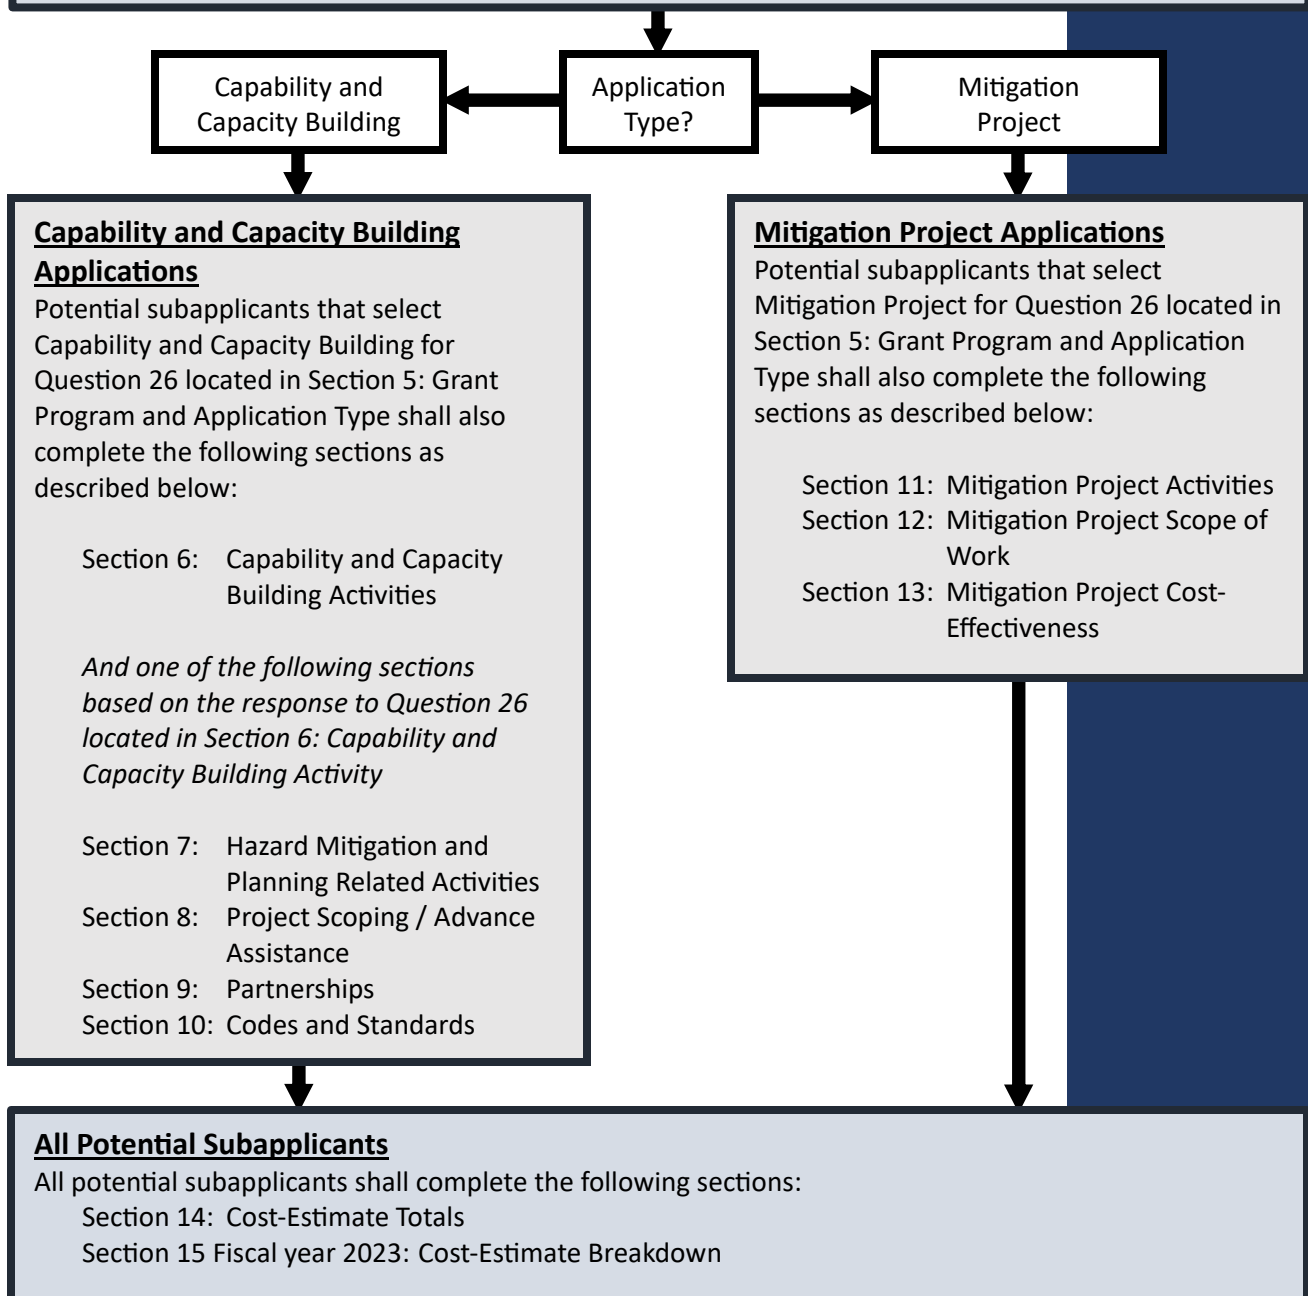 Capability and
Capacity Building
Application
Type?
Mitigation
Project
Capability and Capacity Building
Applications
Potential subapplicants that select
Capability and Capacity Building for
Question 26 located in Section 5: Grant
Program and Application Type shall also
complete the following sections as
described below:
Section 6: Capability and Capacity
Building Activities
And one of the following sections
based on the response to Question 26
located in Section 6: Capability and
Capacity Building Activity
Section 7: Hazard Mitigation and
Planning Related Activities
Section 8: Project Scoping / Advance
Assistance
Section 9: Partnerships
Section 10: Codes and Standards
Mitigation Project Applications
Potential subapplicants that select
Mitigation Project for Question 26 located in
Section 5: Grant Program and Application
Type shall also complete the following
sections as described below:
Section 11: Mitigation Project Activities
Section 12: Mitigation Project Scope of
Work
Section 13: Mitigation Project Cost-
Effectiveness
All Potential Subapplicants
All potential subapplicants shall complete the following sections:
Section 14: Cost-Estimate Totals
Section 15 Fiscal year 2023: Cost-Estimate Breakdown